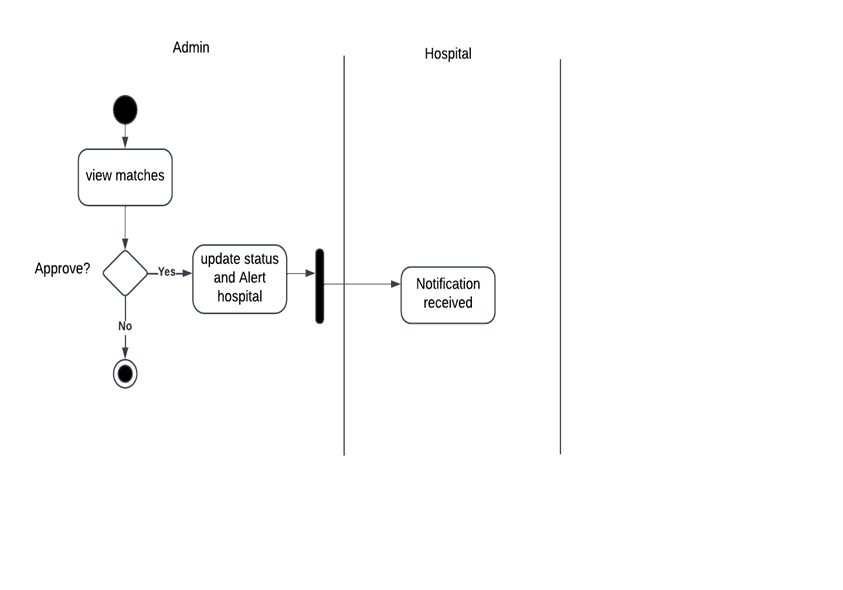 Admin
Hospital
view matches
Approve?
Yes
update status
and Alert
hospital
Notification
received
No